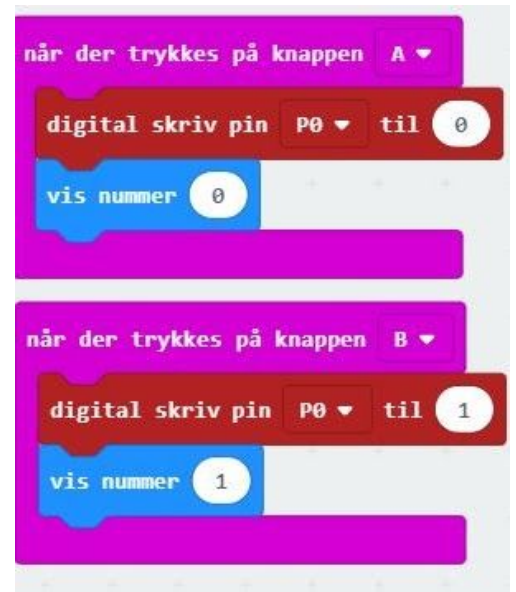 når der trykkes på knappen A
digital skriv pin P0 til 0
vis nummer 0
når der trykkes på knappen B
digital skriv pin P0 til 1
vis nummer 1